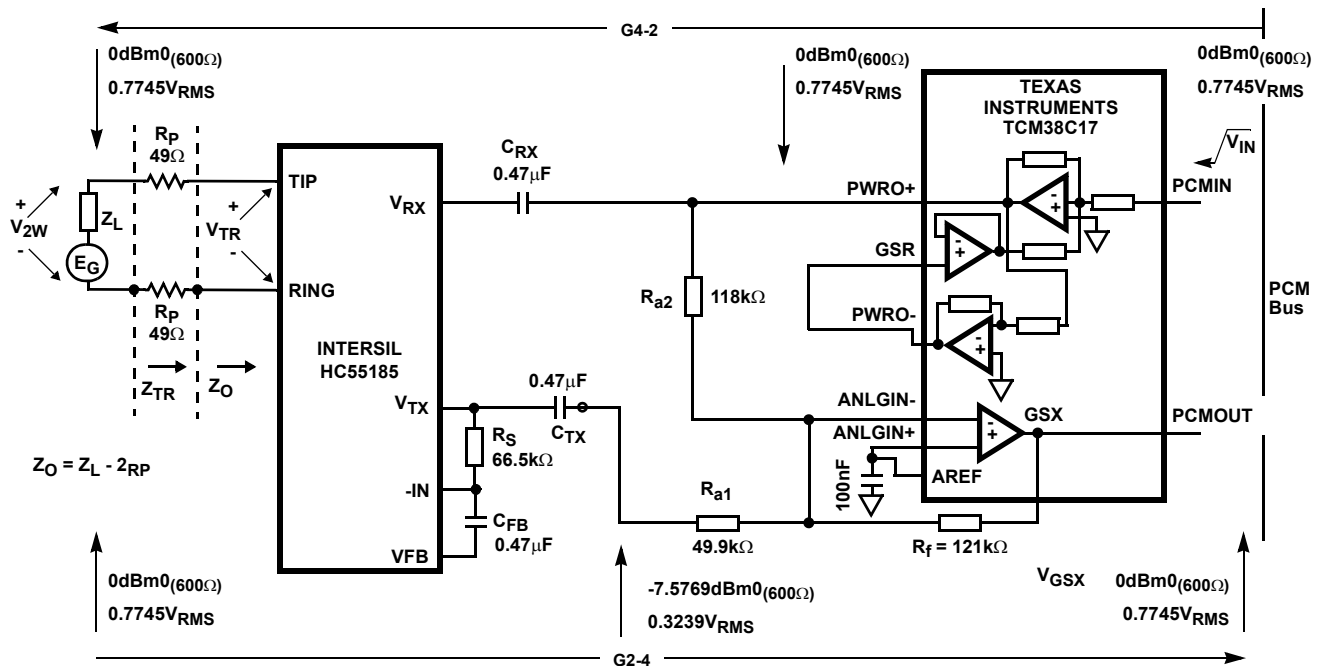 G4-2
0dBm0(600Ω)
0.7745VRMS
0dBm0(600Ω)
0.7745VRMS
0dBm0(600Ω)
0.7745VRMS
TEXAS
INSTRUMENTS
TCM38C17
RP
49Ω
CRX
0.47μF
VIN
+
V2W
-
ZL
EG
+
VTR
-
TIP
VRX
PWRO+
PCMIN
-
+
GSR
-
+
RING
RP
49Ω
Ra2
118kΩ
PWRO-
-
+
PCM
Bus
INTERSIL
HC55185
ZTR
ZO
0.47μF
VTX
CTX
ANLGIN-
GSX
-
+
PCMOUT
ANLGIN+
RS
66.5kΩ
ZO = ZL - 2RP
-IN
AREF
100nF
CFB
0.47μF
VFB
Ra1
49.9kΩ
Rf = 121kΩ
0dBm0(600Ω)
0.7745VRMS
-7.5769dBm0(600Ω)
0.3239VRMS
VGSX
0dBm0(600Ω)
0.7745VRMS
G2-4